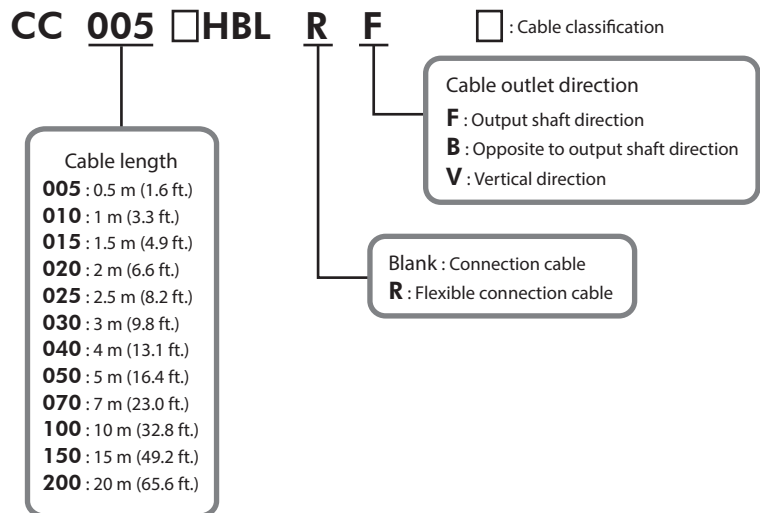 CC 005 □HBL R F
□ : Cable classification
Cable outlet direction
F : Output shaft direction
B : Opposite to output shaft direction
V : Vertical direction
Cable length
005 : 0.5 m (1.6 ft.)
010 : 1 m (3.3 ft.)
015 : 1.5 m (4.9 ft.)
020 : 2 m (6.6 ft.)
025 : 2.5 m (8.2 ft.)
030 : 3 m (9.8 ft.)
040 : 4 m (13.1 ft.)
050 : 5 m (16.4 ft.)
070 : 7 m (23.0 ft.)
100 : 10 m (32.8 ft.)
150 : 15 m (49.2 ft.)
200 : 20 m (65.6 ft.)
Blank : Connection cable
R : Flexible connection cable